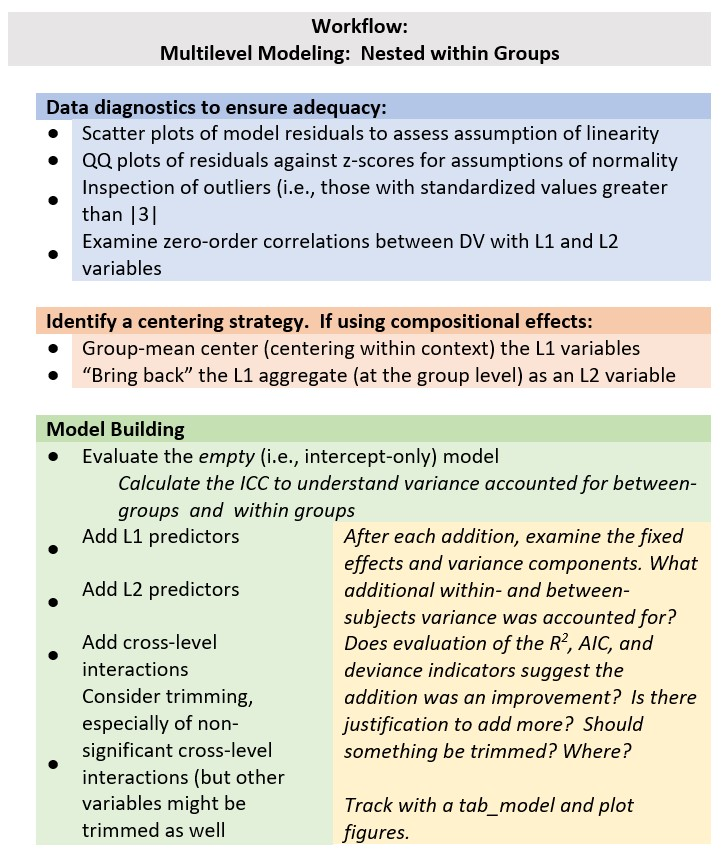 Workflow:
Multilevel Modeling:  Nested within Groups
Data diagnostics to ensure adequacy:
● Scatter plots of model residuals to assess assumption of linearity
● QQ plots of residuals against z-scores for assumptions of normality
● Inspection of outliers (i.e., those with standardized values greater
than |3|
● Examine zero-order correlations between DV with L1 and L2
variables
Identify a centering strategy.  If using compositional effects:
● Group-mean center (centering within context) the L1 variables
● “Bring back” the L1 aggregate (at the group level) as an L2 variable
Model Building
● Evaluate the empty (i.e., intercept-only) model
Calculate the ICC to understand variance accounted for between-
groups  and  within groups
● Add L1 predictors
● Add L2 predictors
● Add cross-level
interactions
● Consider trimming,
especially of non-
significant cross-level
interactions (but other
variables might be
trimmed as well
After each addition, examine the fixed
effects and variance components. What
additional within- and between-
subjects variance was accounted for?
Does evaluation of the R², AIC, and
deviance indicators suggest the
addition was an improvement?  Is there
justification to add more?  Should
something be trimmed? Where?
Track with a tab_model and plot
figures.